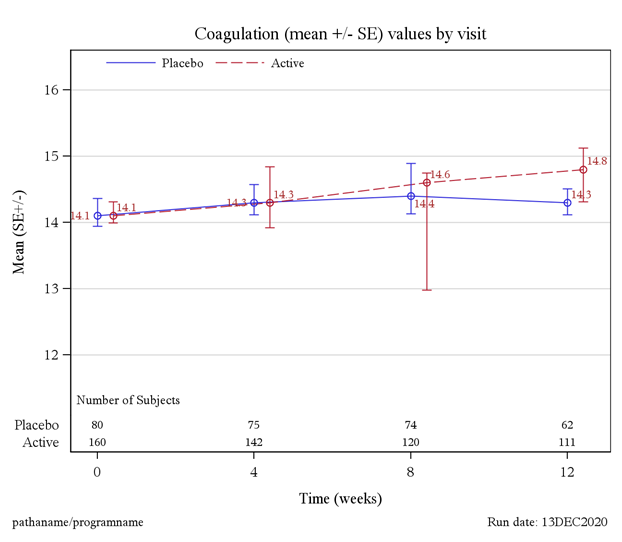 Coagulation (mean +/- SE) values by visit
Placebo Active
16
15
14
13
12
Mean (SE+/-)
14.1 14.1 14.3 14.3 14.4 14.6 14.3 14.8
Number of Subjects
Placebo 80 75 74 62
Active 160 142 120 111
0 4 8 12
Time (weeks)
pathaname/programname Run date: 13DEC2020